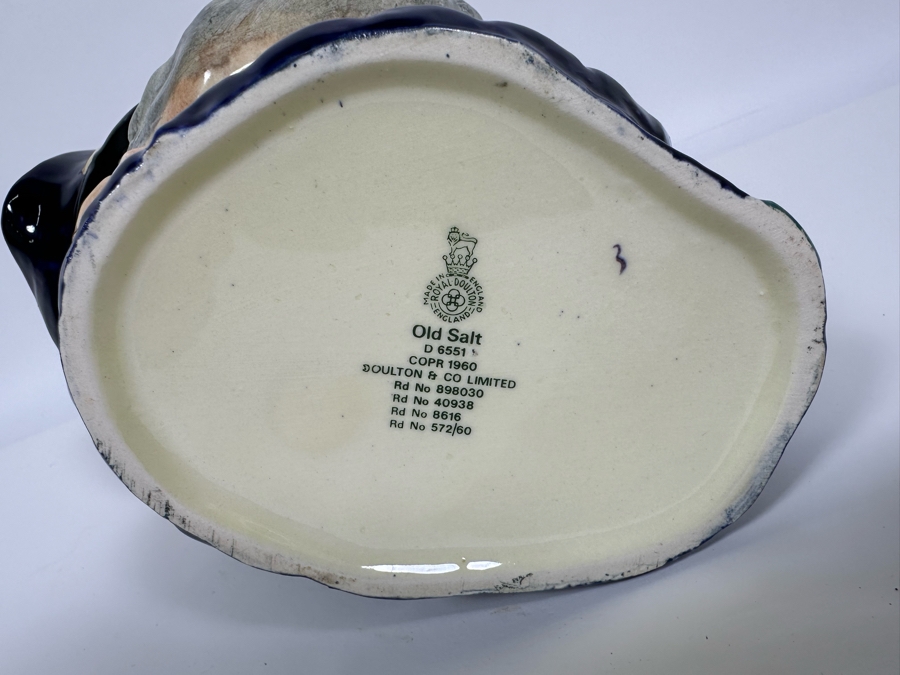 MADE IN ENGLAND
ROYAL DOULTON
ENGLAND
Old Salt
D 6551
COPR 1960
DOULTON & CO LIMITED
Rd No 898030
Rd No 40938
Rd No 8616
Rd No 572/60
3